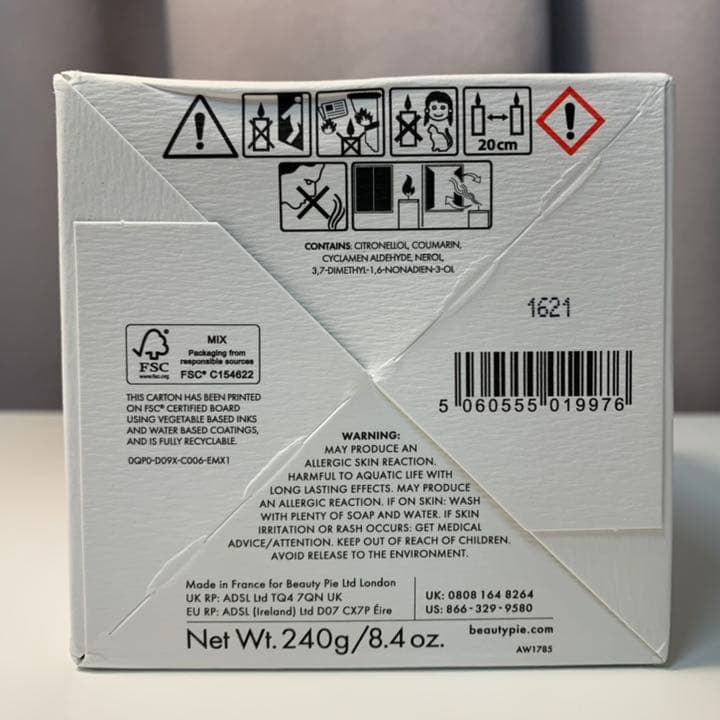 20cm
CONTAINS: CITRONELLOL, COUMARIN,
CYCLAMEN ALDEHYDE, NEROL,
3,7-DIMETHYL-1,6-NONADIEN-3-OL
1621
5 060555 019976
FSC
www.fsc.org
MIX
Packaging from
responsible sources
FSC® C154622
THIS CARTON HAS BEEN PRINTED
ON FSC® CERTIFIED BOARD
USING VEGETABLE BASED INKS
AND WATER BASED COATINGS,
AND IS FULLY RECYCLABLE.
0QP0-D09X-C006-EMX1
WARNING:
MAY PRODUCE AN
ALLERGIC SKIN REACTION.
HARMFUL TO AQUATIC LIFE WITH
LONG LASTING EFFECTS. MAY PRODUCE
AN ALLERGIC REACTION. IF ON SKIN: WASH
WITH PLENTY OF SOAP AND WATER. IF SKIN
IRRITATION OR RASH OCCURS: GET MEDICAL
ADVICE/ATTENTION. KEEP OUT OF REACH OF CHILDREN.
AVOID RELEASE TO THE ENVIRONMENT.
Made in France for Beauty Pie Ltd London
UK RP: ADSL Ltd TQ4 7QN UK
EU RP: ADSL (Ireland) Ltd D07 CX7P Éire
UK: 0808 164 8264
US: 866-329-9580
Net Wt. 240g/8.4 oz.
beautypie.com
AW1785